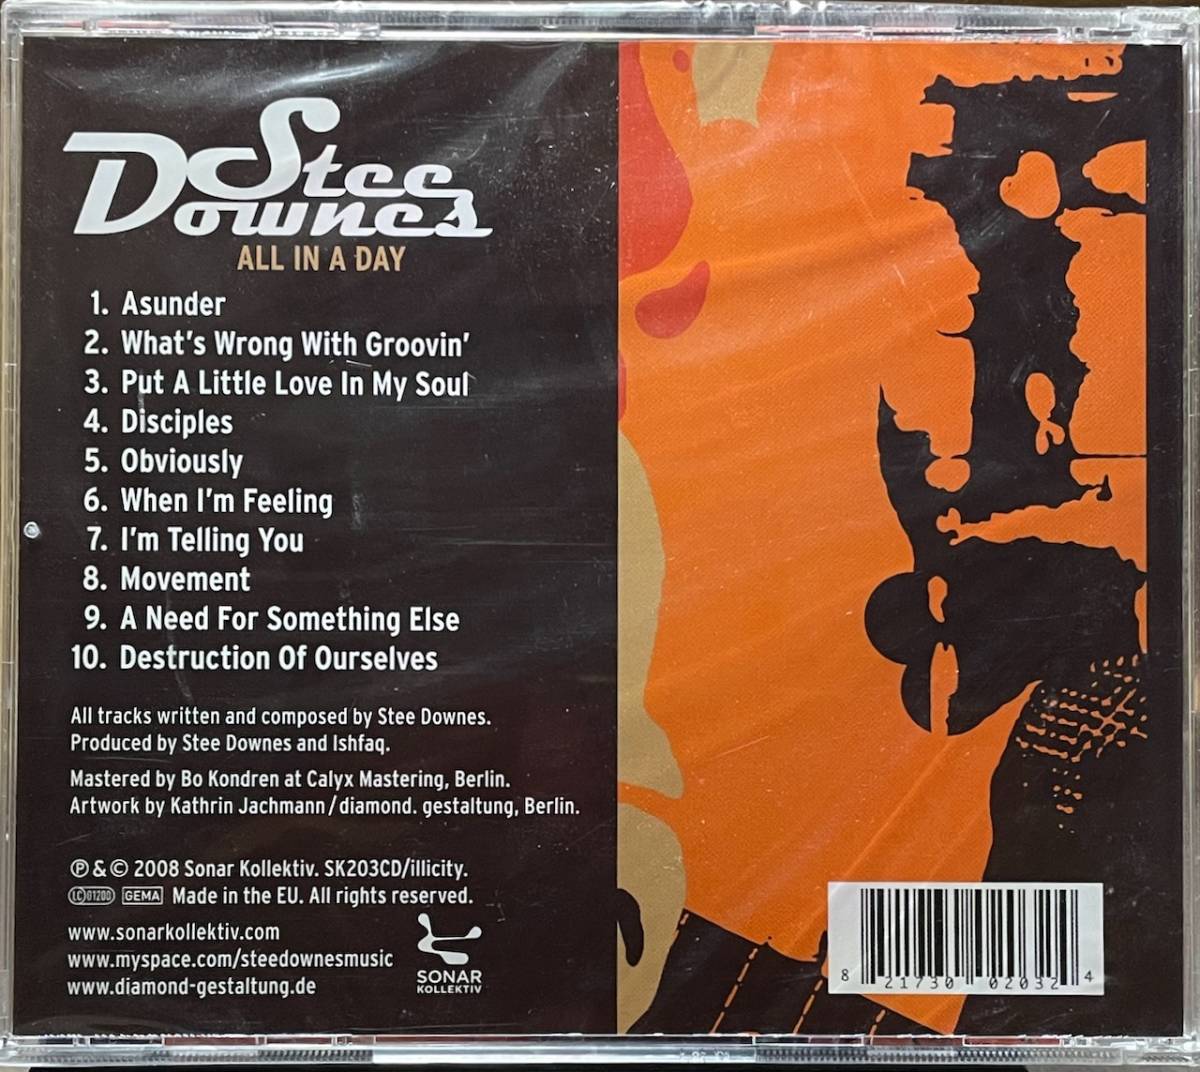 Stee
Downes
ALL IN A DAY
1. Asunder
2. What's Wrong With Groovin'
3. Put A Little Love In My Soul
4. Disciples
5. Obviously
6. When I'm Feeling
7. I'm Telling You
8. Movement
9. A Need For Something Else
10. Destruction Of Ourselves
All tracks written and composed by Stee Downes.
Produced by Stee Downes and Ishfaq.
Mastered by Bo Kondren at Calyx Mastering, Berlin.
Artwork by Kathrin Jachmann/diamond. gestaltung, Berlin.
℗ & © 2008 Sonar Kollektiv. SK203CD/illicity.
LC 01200 GEMA Made in the EU. All rights reserved.
www.sonarkollektiv.com
www.myspace.com/steedownesmusic
www.diamond-gestaltung.de
SONAR
KOLLEKTIV
8 21730 02032 4